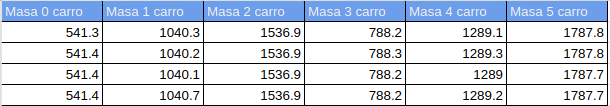 Masa 0 carro Masa 1 carro Masa 2 carro Masa 3 carro Masa 4 carro Masa 5 carro
541.3 1040.3 1536.9 788.2 1289.1 1787.8
541.4 1040.2 1536.9 788.3 1289.3 1787.8
541.4 1040.1 1536.9 788.2 1289 1787.7
541.4 1040.7 1536.9 788.2 1289.2 1787.7